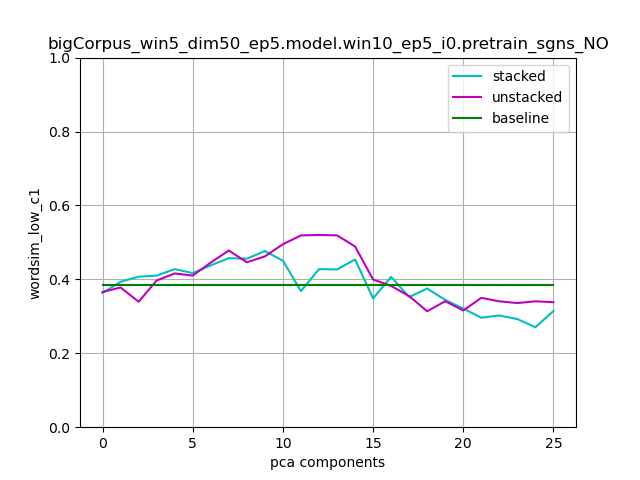 bigCorpus_win5_dim50_ep5.model.win10_ep5_i0.pretrain_sgns_NO
stacked
unstacked
baseline
1.0
0.8
0.6
0.4
0.2
0.0
wordsim_low_c1
0 5 10 15 20 25
pca components